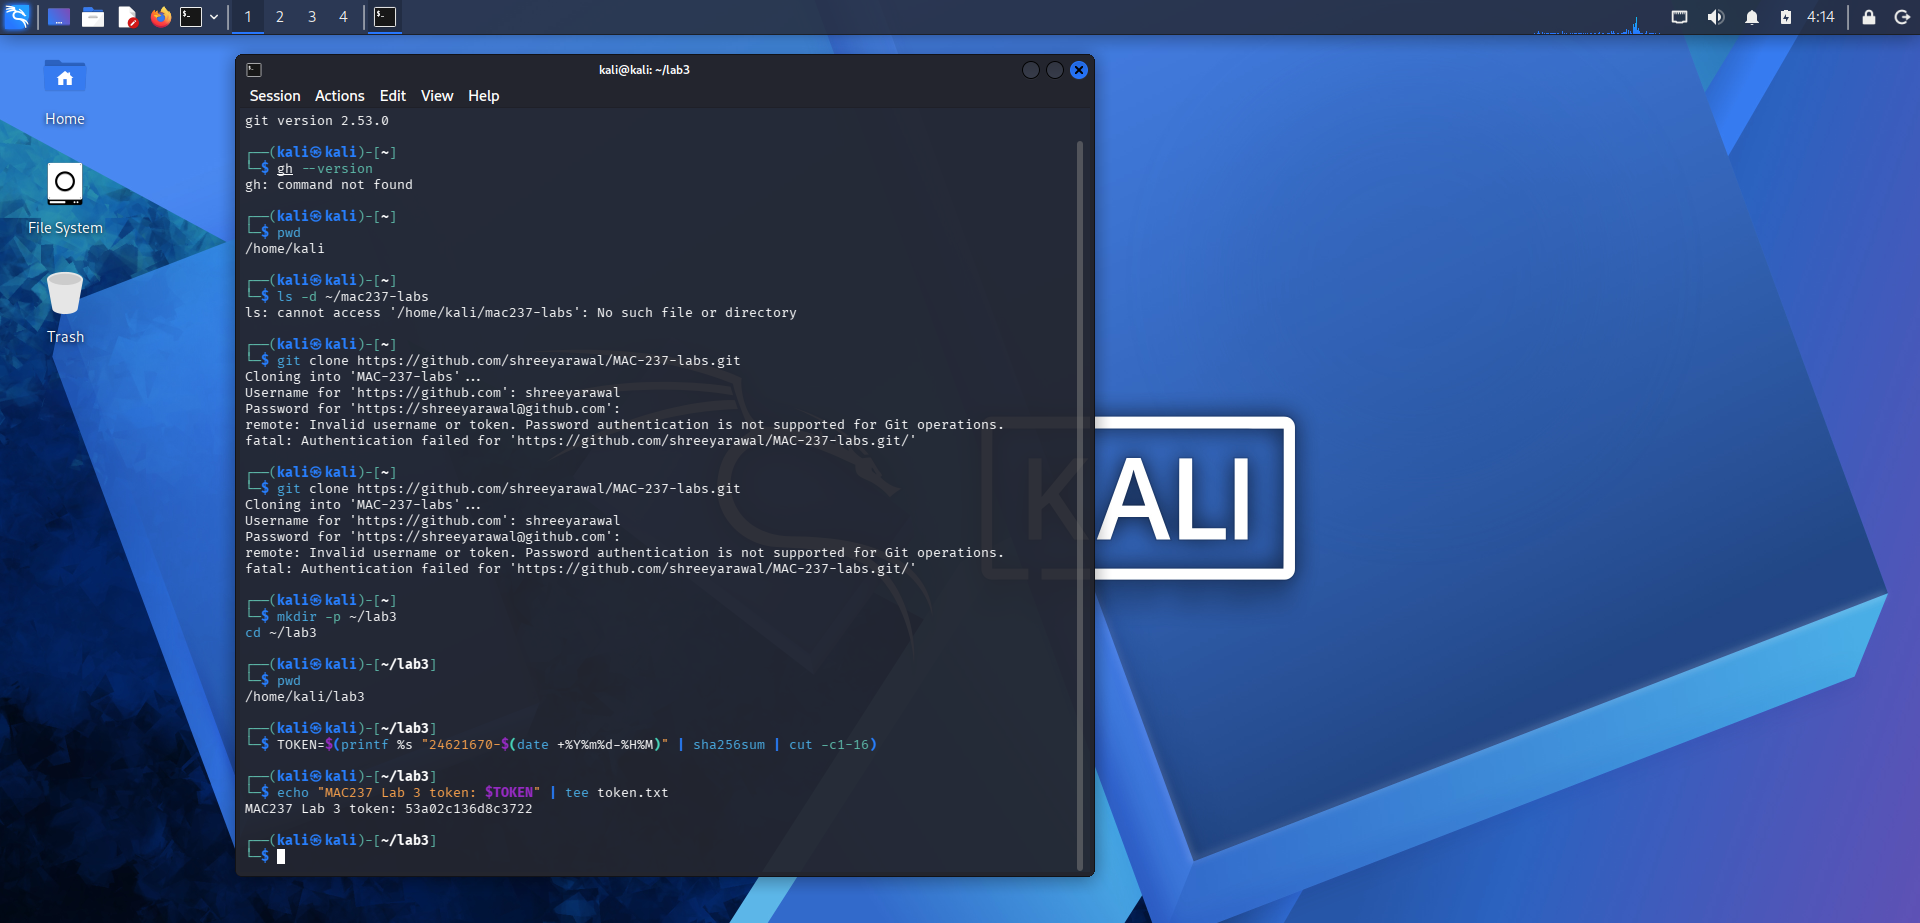 1 2 3 4
4:14
Home
File System
Trash
kali@kali: ~/lab3
Session Actions Edit View Help
git version 2.53.0
┌──(kali㉿kali)-[~]
└─$ gh --version
gh: command not found
┌──(kali㉿kali)-[~]
└─$ pwd
/home/kali
┌──(kali㉿kali)-[~]
└─$ ls -d ~/mac237-labs
ls: cannot access '/home/kali/mac237-labs': No such file or directory
┌──(kali㉿kali)-[~]
└─$ git clone https://github.com/shreeyarawal/MAC-237-labs.git
Cloning into 'MAC-237-labs'...
Username for 'https://github.com': shreeyarawal
Password for 'https://shreeyarawal@github.com':
remote: Invalid username or token. Password authentication is not supported for Git operations.
fatal: Authentication failed for 'https://github.com/shreeyarawal/MAC-237-labs.git/'
┌──(kali㉿kali)-[~]
└─$ git clone https://github.com/shreeyarawal/MAC-237-labs.git
Cloning into 'MAC-237-labs'...
Username for 'https://github.com': shreeyarawal
Password for 'https://shreeyarawal@github.com':
remote: Invalid username or token. Password authentication is not supported for Git operations.
fatal: Authentication failed for 'https://github.com/shreeyarawal/MAC-237-labs.git/'
┌──(kali㉿kali)-[~]
└─$ mkdir -p ~/lab3
cd ~/lab3
┌──(kali㉿kali)-[~/lab3]
└─$ pwd
/home/kali/lab3
┌──(kali㉿kali)-[~/lab3]
└─$ TOKEN=$(printf %s "24621670-$(date +%Y%m%d-%H%M)" | sha256sum | cut -c1-16)
┌──(kali㉿kali)-[~/lab3]
└─$ echo "MAC237 Lab 3 token: $TOKEN" | tee token.txt
MAC237 Lab 3 token: 53a02c136d8c3722
┌──(kali㉿kali)-[~/lab3]
└─$
KALI